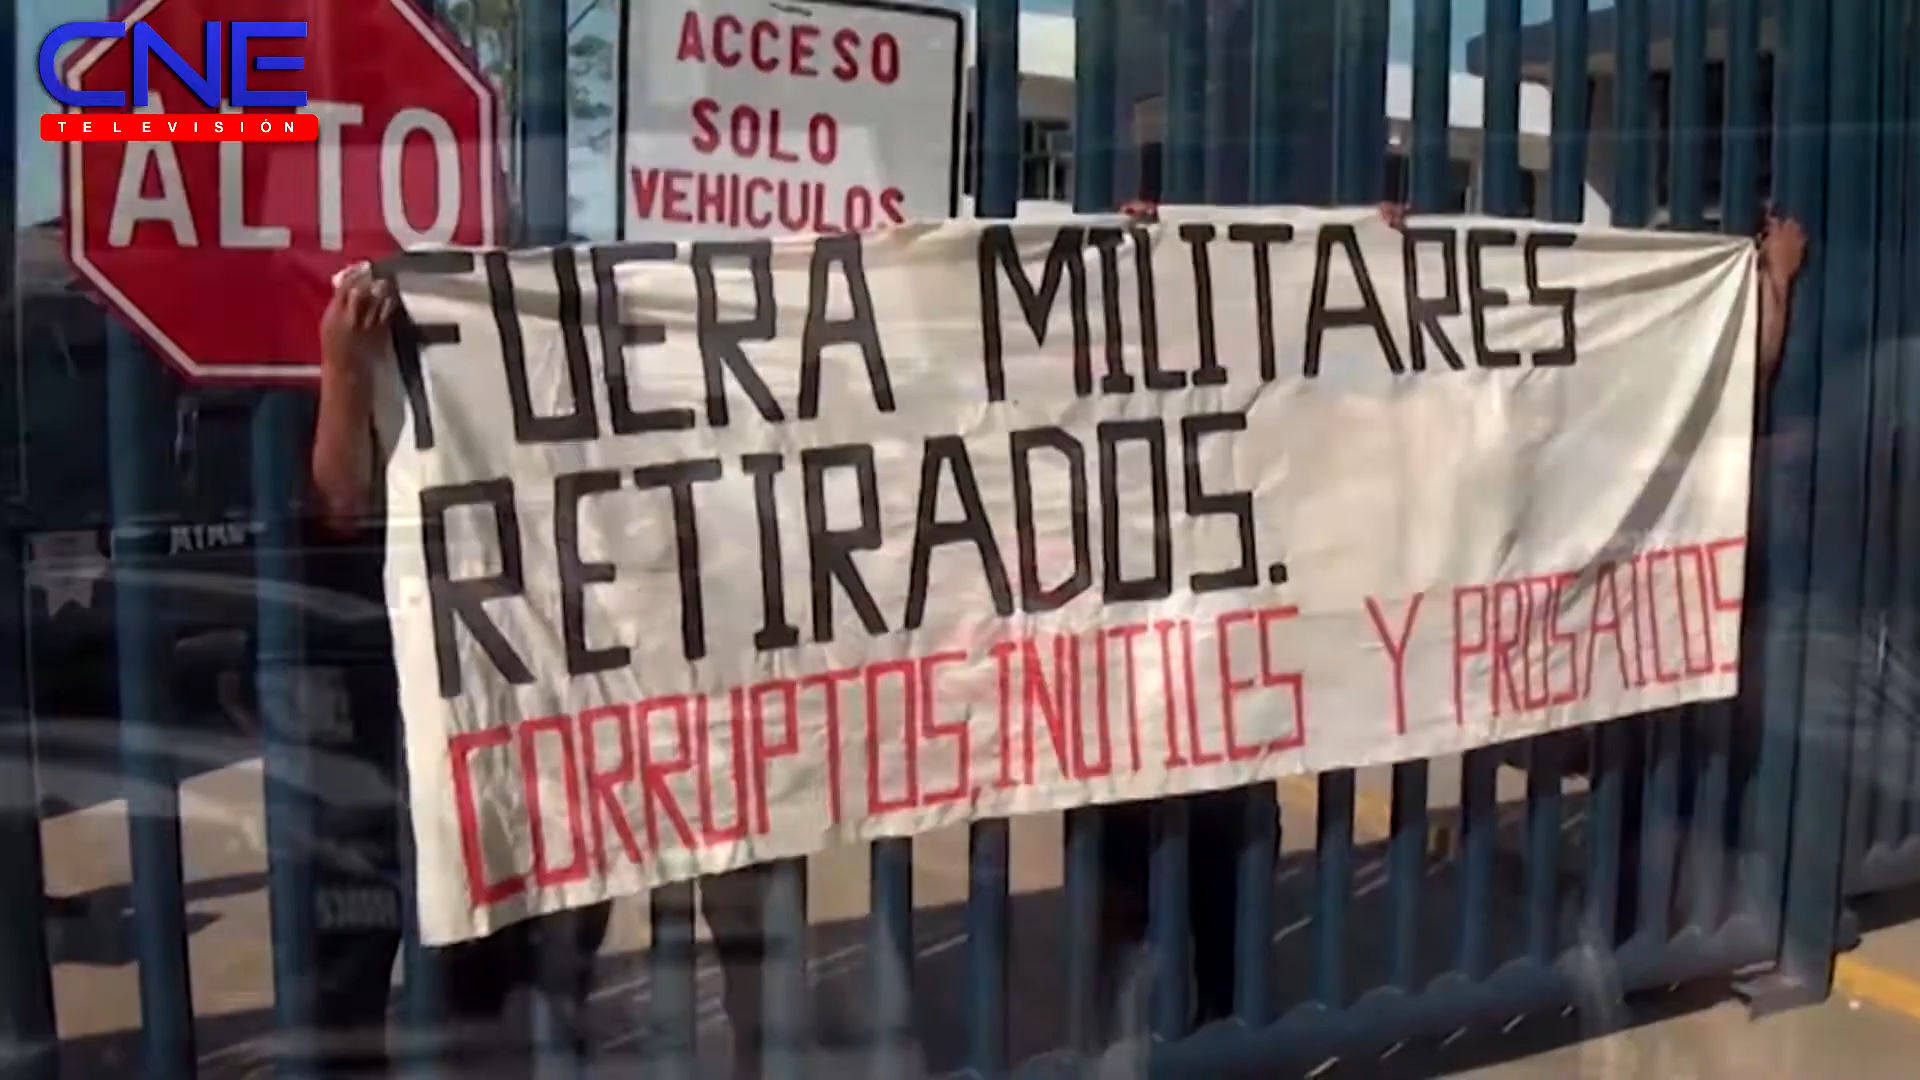 CNE
TELEVISIÓN
ALTO
ACCESO
SOLO
VEHICULOS
FUERA MILITARES
RETIRADOS.
CORRUPTOS, INUTILES Y PROSAICOS